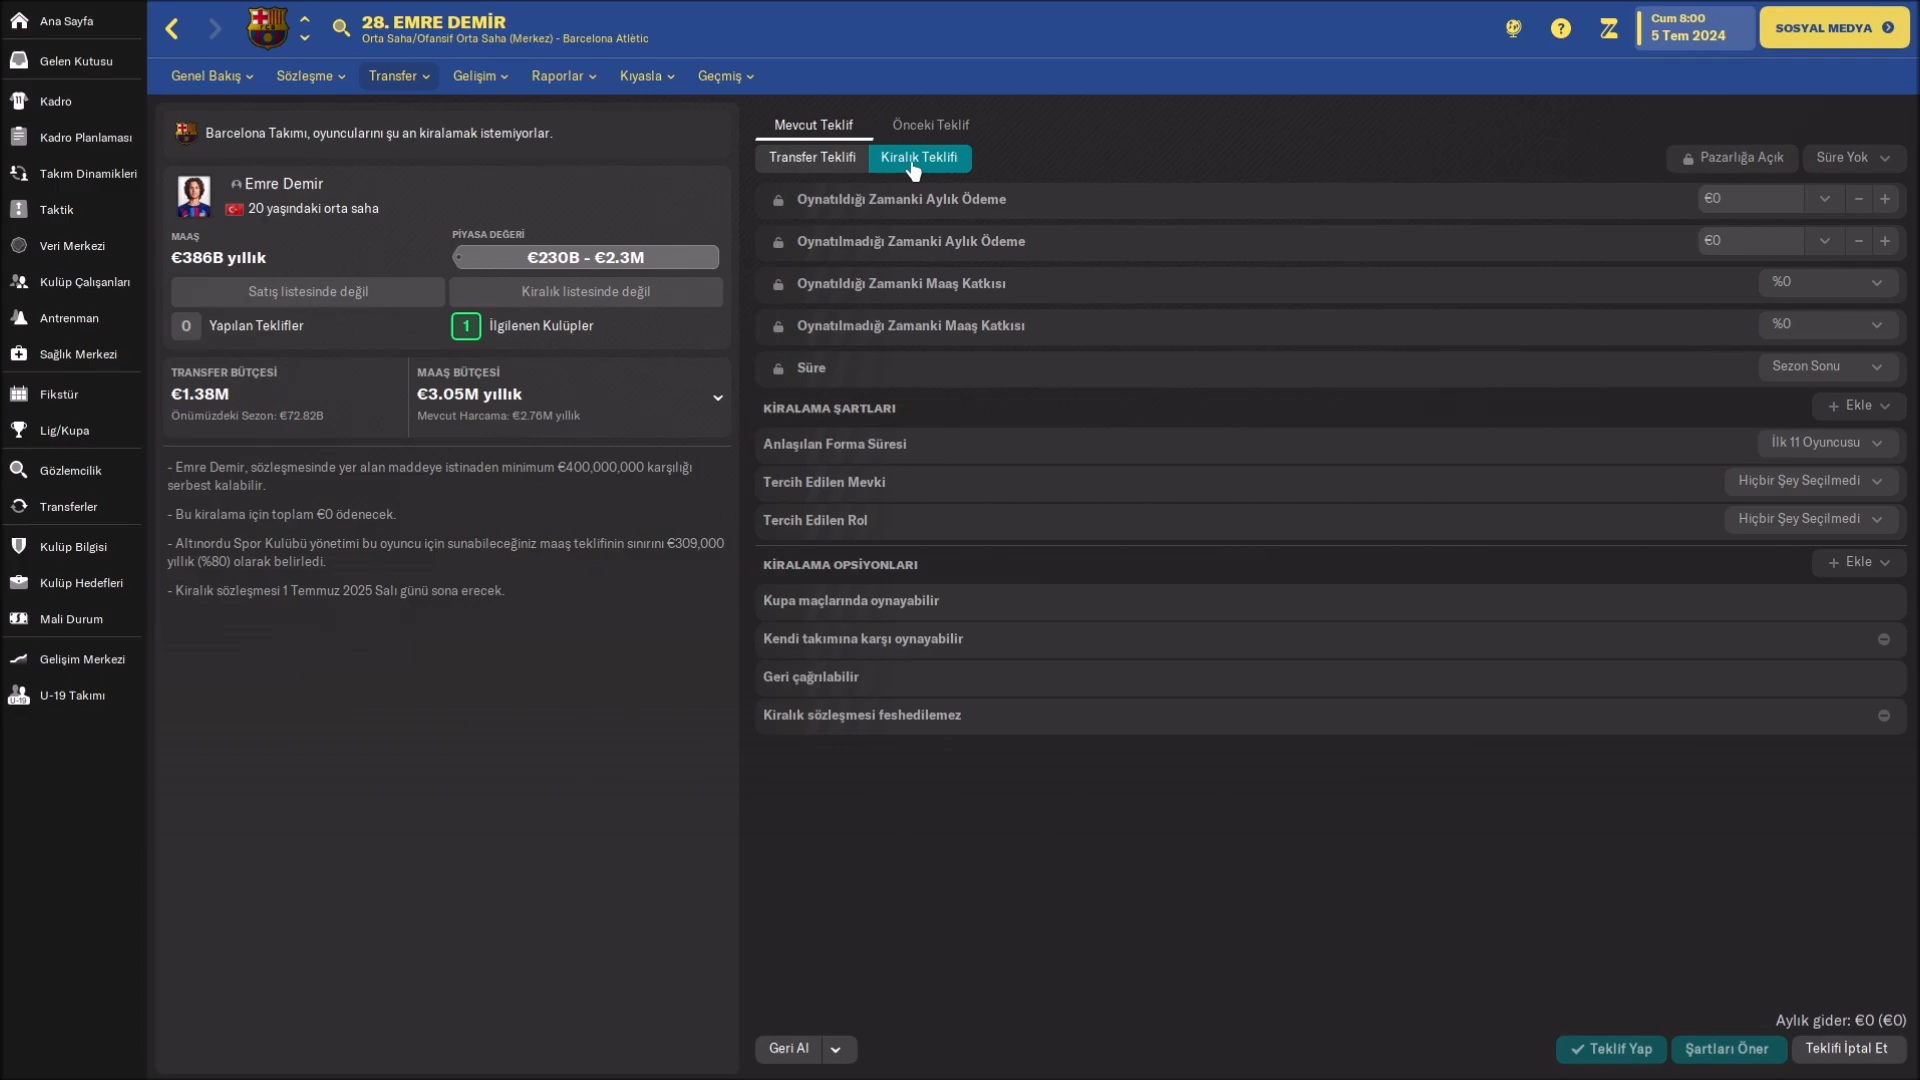 Ana Sayfa
Gelen Kutusu
Kadro
Kadro Planlaması
Takım Dinamikleri
Taktik
Veri Merkezi
Kulüp Çalışanları
Antrenman
Sağlık Merkezi
Fikstür
Lig/Kupa
Gözlemcilik
Transferler
Kulüp Bilgisi
Kulüp Hedefleri
Mali Durum
Gelişim Merkezi
U-19
U-19 Takımı
28. EMRE DEMİR
Orta Saha/Ofansif Orta Saha (Merkez) - Barcelona Atlètic
Cum 8:00
5 Tem 2024
SOSYAL MEDYA
Genel Bakış
Sözleşme
Transfer
Gelişim
Raporlar
Kıyasla
Geçmiş
Barcelona Takımı, oyuncularını şu an kiralamak istemiyorlar.
Emre Demir
20 yaşındaki orta saha
MAAŞ
€386B yıllık
PİYASA DEĞERİ
€230B - €2.3M
Satış listesinde değil
Kiralık listesinde değil
0 Yapılan Teklifler
1 İlgilenen Kulüpler
TRANSFER BÜTÇESİ
€1.38M
Önümüzdeki Sezon: €72.82B
MAAŞ BÜTÇESİ
€3.05M yıllık
Mevcut Harcama: €2.76M yıllık
- Emre Demir, sözleşmesinde yer alan maddeye istinaden minimum €400,000,000 karşılığı
serbest kalabilir.
- Bu kiralama için toplam €0 ödenecek.
- Altınordu Spor Kulübü yönetimi bu oyuncu için sunabileceğiniz maaş teklifinin sınırını €309,000
yıllık (%80) olarak belirledi.
- Kiralık sözleşmesi 1 Temmuz 2025 Salı günü sona erecek.
Mevcut Teklif
Önceki Teklif
Transfer Teklifi
Kiralık Teklifi
Pazarlığa Açık
Süre Yok
Oynatıldığı Zamanki Aylık Ödeme
€0
Oynatılmadığı Zamanki Aylık Ödeme
€0
Oynatıldığı Zamanki Maaş Katkısı
%0
Oynatılmadığı Zamanki Maaş Katkısı
%0
Süre
Sezon Sonu
KİRALAMA ŞARTLARI
Ekle
Anlaşılan Forma Süresi
İlk 11 Oyuncusu
Tercih Edilen Mevki
Hiçbir Şey Seçilmedi
Tercih Edilen Rol
Hiçbir Şey Seçilmedi
KİRALAMA OPSİYONLARI
Ekle
Kupa maçlarında oynayabilir
Kendi takımına karşı oynayabilir
Geri çağrılabilir
Kiralık sözleşmesi feshedilemez
Aylık gider: €0 (€0)
Geri Al
Teklif Yap
Şartları Öner
Teklifi İptal Et